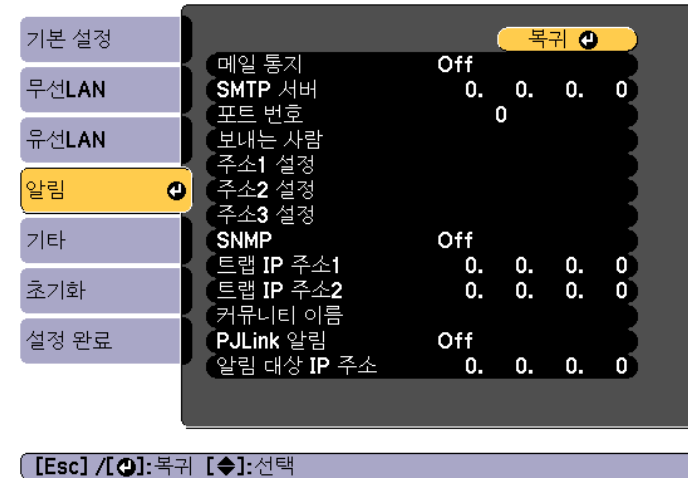 기본 설정
무선LAN
유선LAN
알림
기타
초기화
설정 완료
복귀
메일 통지 Off
SMTP 서버 0. 0. 0. 0
포트 번호 0
보내는 사람
주소1 설정
주소2 설정
주소3 설정
SNMP Off
트랩 IP 주소1 0. 0. 0. 0
트랩 IP 주소2 0. 0. 0. 0
커뮤니티 이름
PJLink 알림 Off
알림 대상 IP 주소 0. 0. 0. 0
[Esc] /[⏎]:복귀 [◆]:선택